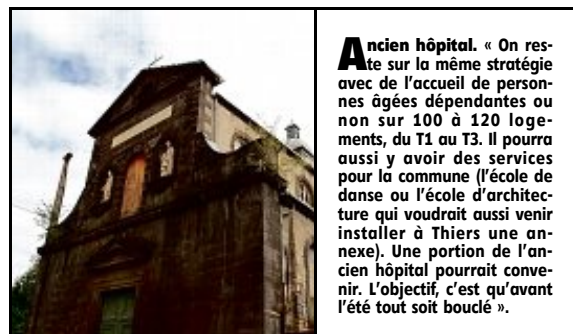 Ancien hôpital. « On res-
te sur la même stratégie
avec de l'accueil de person-
nes âgées dépendantes ou
non sur 100 à 120 loge-
ments, du T1 au T3. Il pourra
aussi y avoir des services
pour la commune (l'école de
danse ou l'école d'architec-
ture qui voudrait aussi venir
installer à Thiers une an-
nexe). Une portion de l'an-
cien hôpital pourrait conve-
nir. L'objectif, c'est qu'avant
l'été tout soit bouclé ».